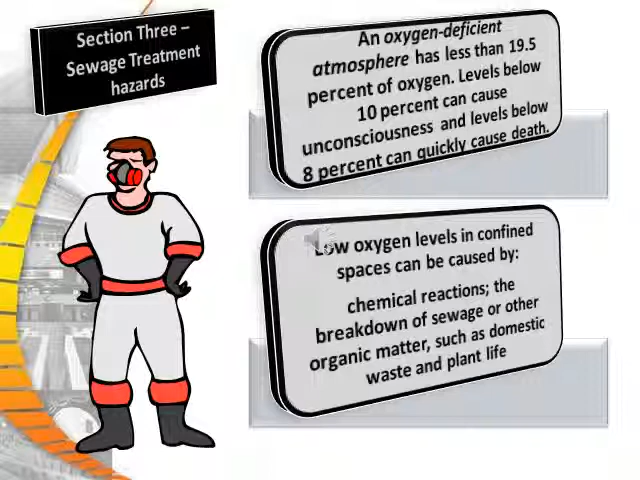 Section Three –
Sewage Treatment
hazards
An oxygen-deficient
atmosphere has less than 19.5
percent of oxygen. Levels below
10 percent can cause
unconsciousness and levels below
8 percent can quickly cause death.
Low oxygen levels in confined
spaces can be caused by:
chemical reactions; the
breakdown of sewage or other
organic matter, such as domestic
waste and plant life